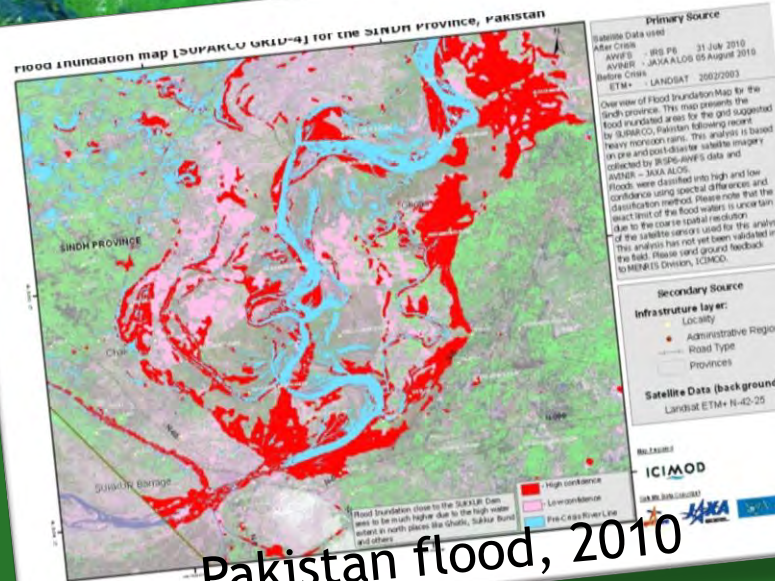 Flood Inundation map [SUPARCO GRID-4] for the SINDH Province, Pakistan
Primary Source
Satellite Data used
After Crisis
AWiFS - IRS P6 31 July 2010
AVINIR - JAXA ALOS 05 August 2010
Before Crisis
ETM+ - LANDSAT 2002/2003
Overview of Flood Inundation Map for the
Sindh province. This map presents the
flood inundated areas for the grid suggested
by SUPARCO, Pakistan following recent
heavy monsoon rains. This analysis is based
on pre and post-disaster satellite imagery
collected by IRSP6-AWiFS data and
AVINIR – JAXA ALOS.
Floods were classified into high and low
confidence using spectral differences and
classification method. Please note that the
exact limit of the flood waters is uncertain
due to the coarse spatial resolution
of the satellite sensors used for this analy
This analysis has not yet been validated in
the field. Please send ground feedback
to MENRIS Division, ICIMOD.
Secondary Source
Infrastruture layer:
Locality
Administrative Regio
Road Type
Provinces
Satellite Data (background
Landsat ETM+ N-42-25
ICIMOD
JAXA
SINDH PROVINCE
SUKKUR Barrage
Flood Inundation close to the SUKKUR Dam
area to be much higher due to the high water
extent in north places like Ghotki, Sukkur Bund
and others
- High confidence
- Low confidence
Pre-Crisis River Line
Pakistan flood, 2010